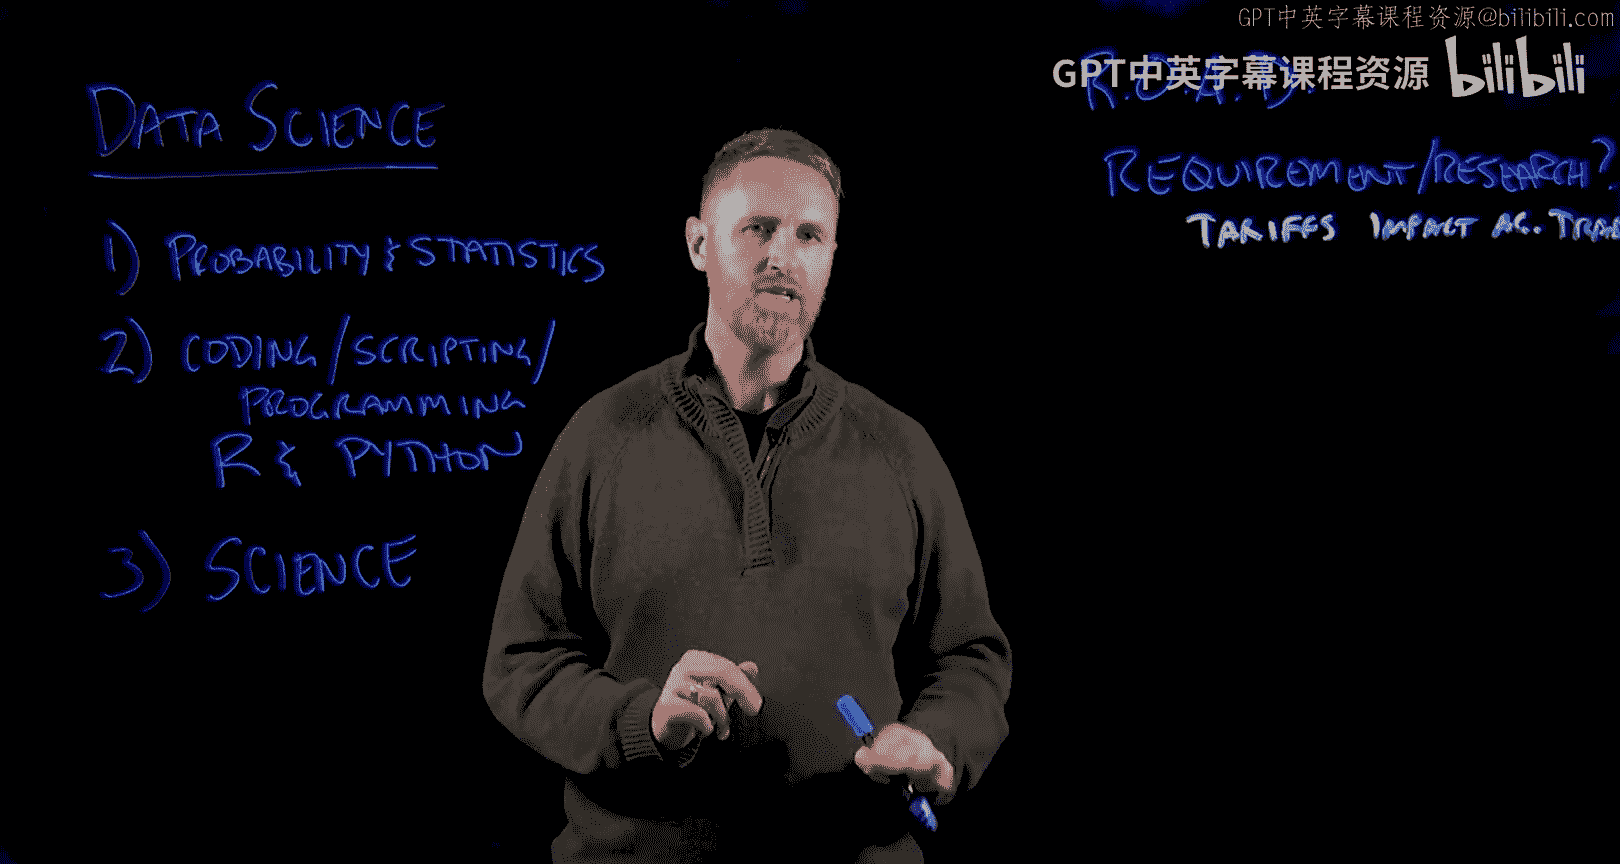 GPT中英字幕课程资源@bilibili.com
GPT中英字幕课程资源 bilibili
R.O.A.D.
DATA SCIENCE
1) PROBABILITY & STATISTICS
2) CODING/SCRIPTING/
PROGRAMMING
R & PYTHON
3) SCIENCE
REQUIREMENT/RESEARCH?
TARIFFS IMPACT AG.